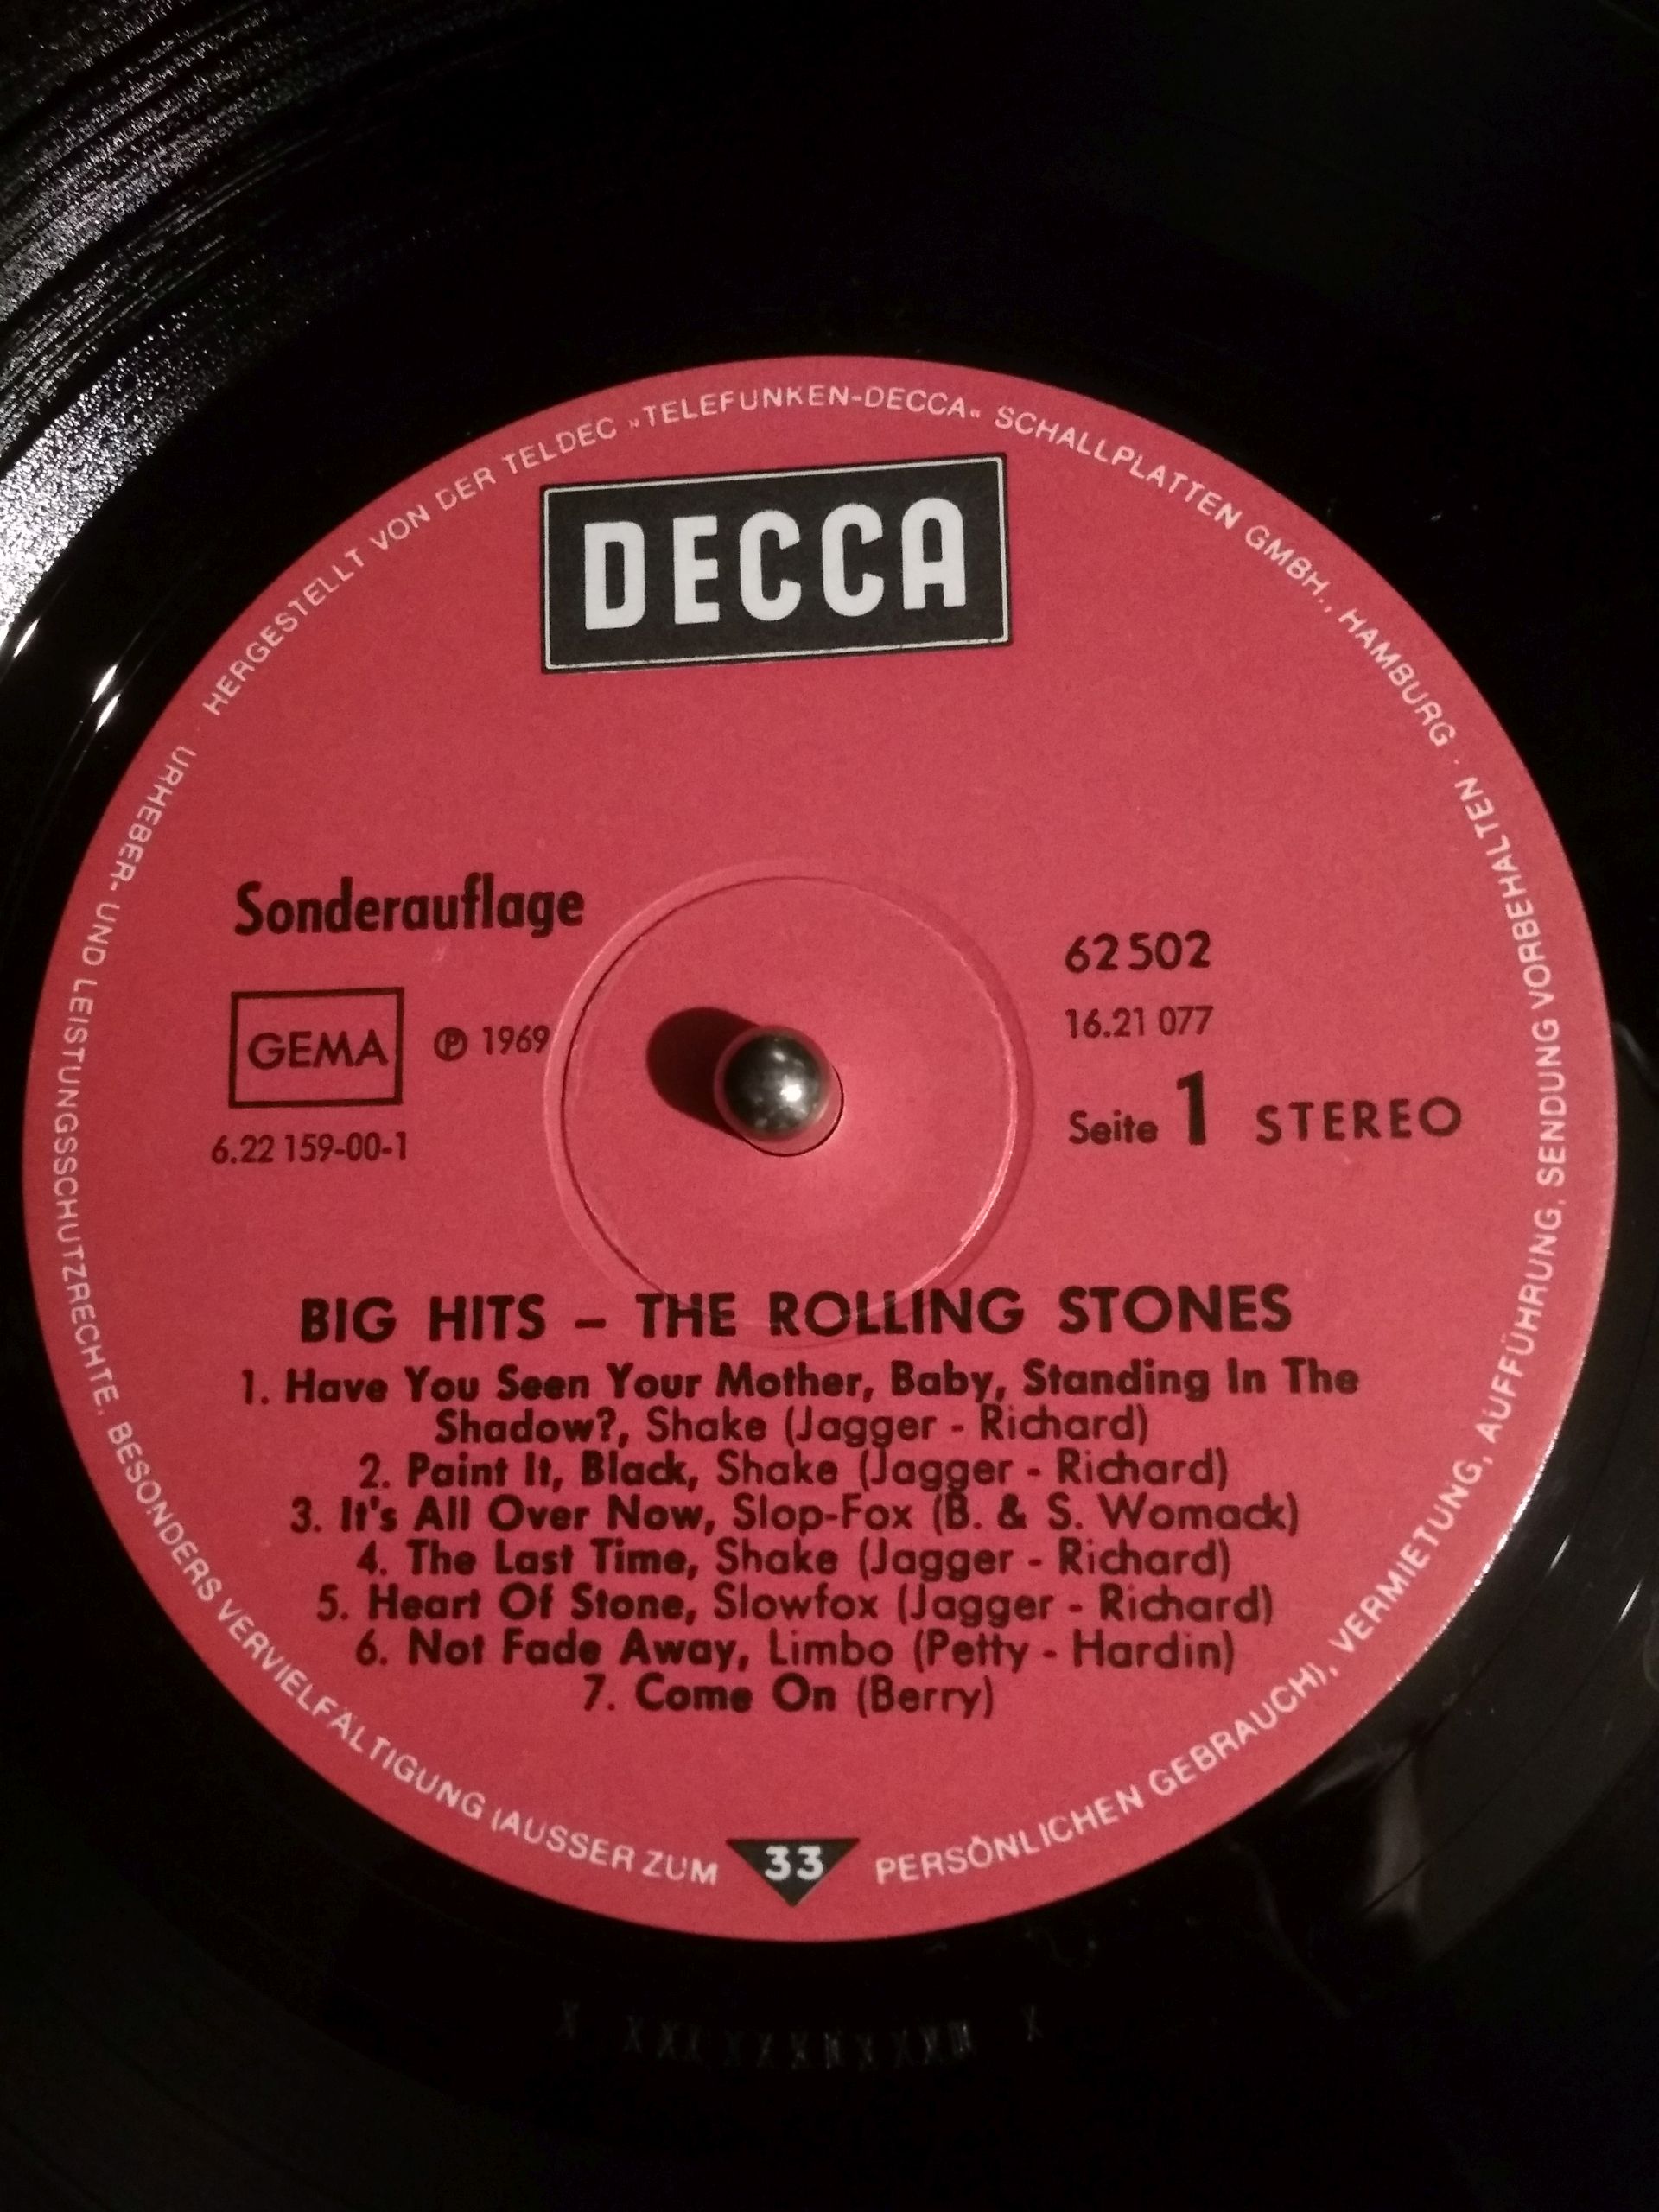 HERGESTELLT VON DER TELDEC »TELEFUNKEN-DECCA« SCHALLPLATTEN GMBH., HAMBURG ·
DECCA
Sonderauflage
GEMA ℗ 1969
6.22 159-00-1
62 502
16.21 077
Seite 1 STEREO
BIG HITS – THE ROLLING STONES
1. Have You Seen Your Mother, Baby, Standing In The
Shadow?, Shake (Jagger - Richard)
2. Paint It, Black, Shake (Jagger - Richard)
3. It's All Over Now, Slop-Fox (B. & S. Womack)
4. The Last Time, Shake (Jagger - Richard)
5. Heart Of Stone, Slowfox (Jagger - Richard)
6. Not Fade Away, Limbo (Petty - Hardin)
7. Come On (Berry)
URHEBER- UND LEISTUNGSSCHUTZRECHTE, BESONDERS VERVIELFÄLTIGUNG (AUSSER ZUM PERSÖNLICHEN GEBRAUCH), VERMIETUNG, AUFFÜHRUNG, SENDUNG VORBEHALTEN
33